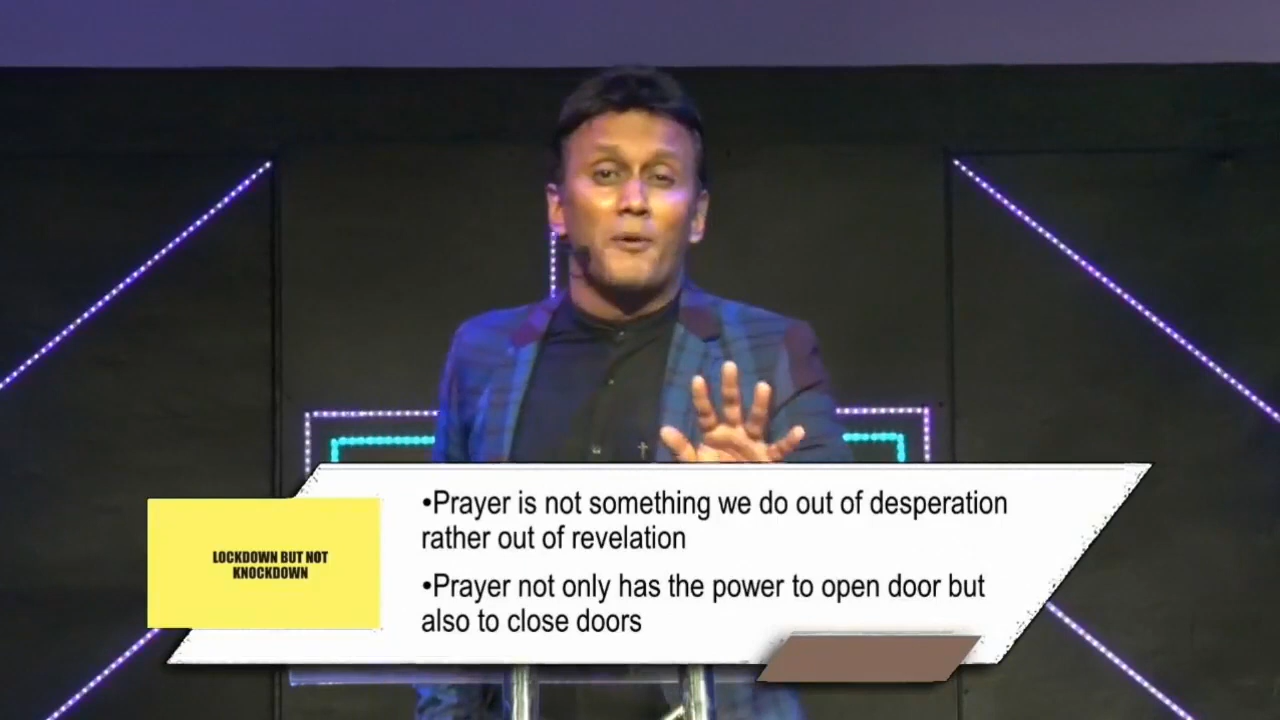 LOCKDOWN BUT NOT
KNOCKDOWN
•Prayer is not something we do out of desperation
rather out of revelation
•Prayer not only has the power to open door but
also to close doors